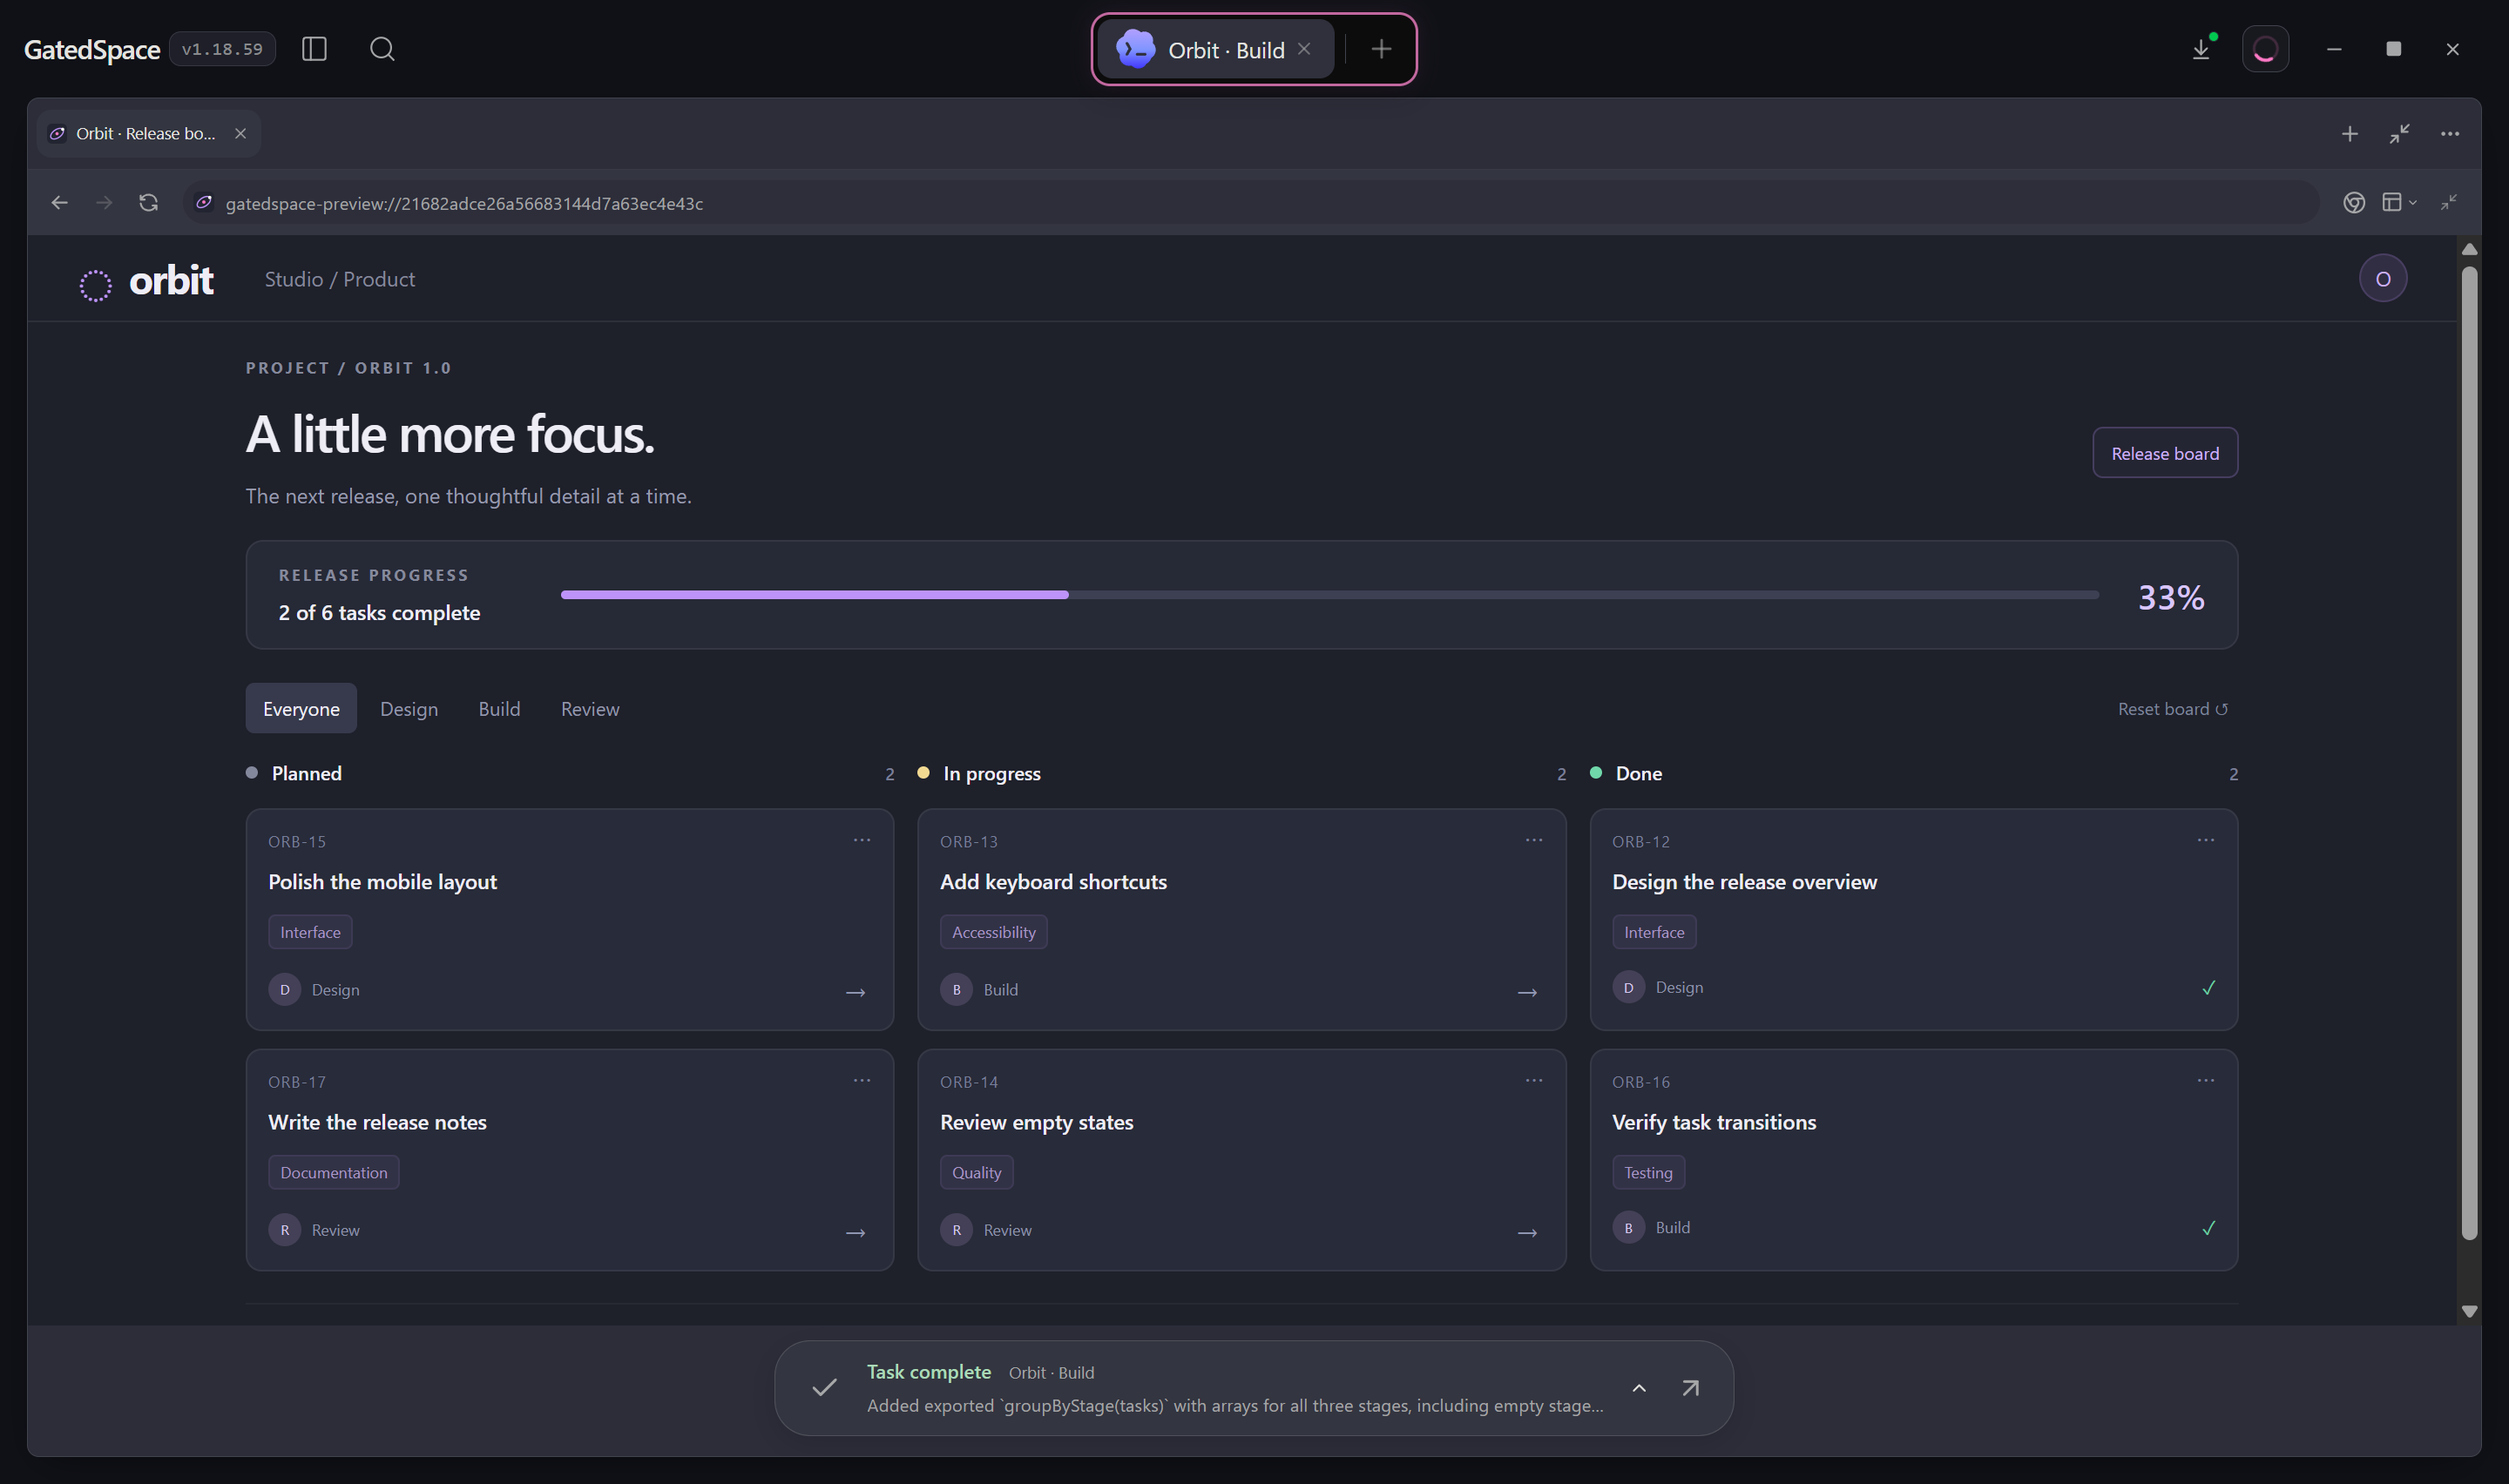 GatedSpace v1.18.59
Orbit · Build
Orbit · Release bo...
gatedspace-preview://21682adce26a56683144d7a63ec4e43c
orbit Studio / Product
O
PROJECT / ORBIT 1.0
A little more focus.
Release board
The next release, one thoughtful detail at a time.
RELEASE PROGRESS
2 of 6 tasks complete
33%
Everyone Design Build Review Reset board ↺
Planned 2
In progress 2
Done 2
ORB-15
Polish the mobile layout
Interface
D Design →
ORB-13
Add keyboard shortcuts
Accessibility
B Build →
ORB-12
Design the release overview
Interface
D Design ✓
ORB-17
Write the release notes
Documentation
R Review →
ORB-14
Review empty states
Quality
R Review →
ORB-16
Verify task transitions
Testing
B Build ✓
Task complete Orbit · Build
Added exported `groupByStage(tasks)` with arrays for all three stages, including empty stage...